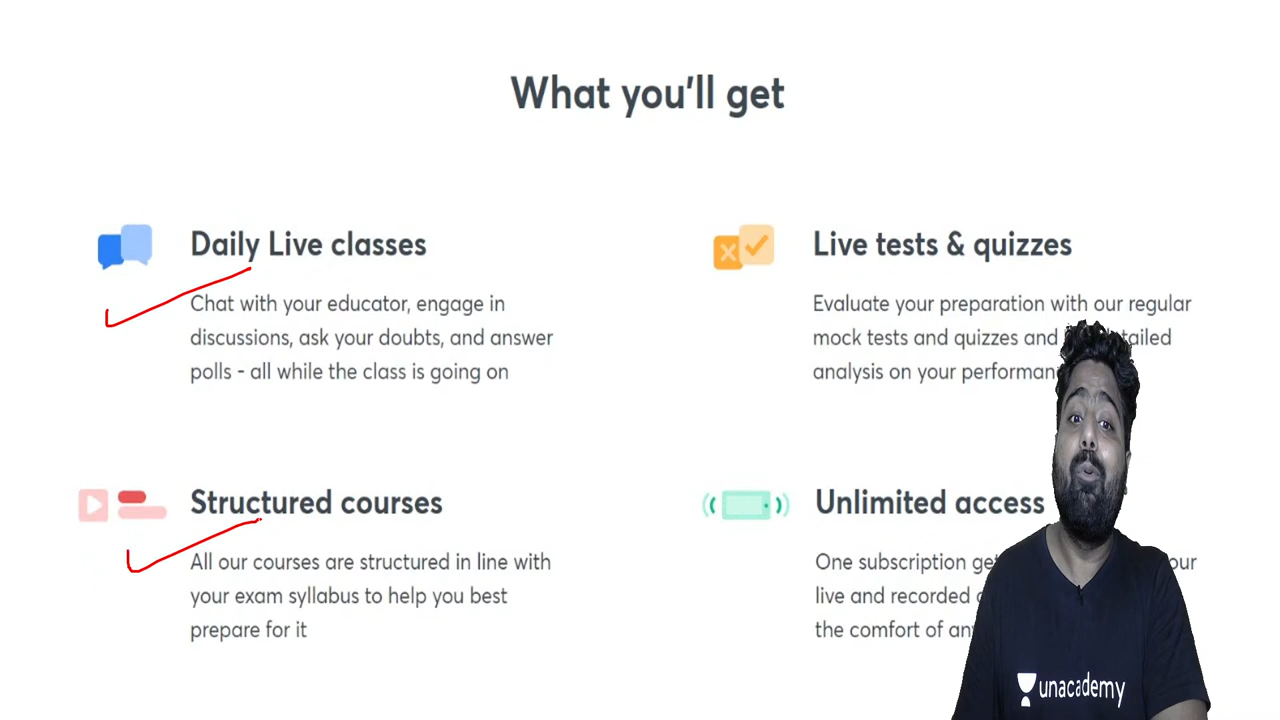 What you'll get
Daily Live classes
Chat with your educator, engage in
discussions, ask your doubts, and answer
polls - all while the class is going on
Live tests & quizzes
Evaluate your preparation with our regular
mock tests and quizzes and
analysis on your
Structured courses
All our courses are structured in line with
your exam syllabus to help you best
prepare for it
Unlimited access
One subscription
live and recorded
the comfort of
unacademy